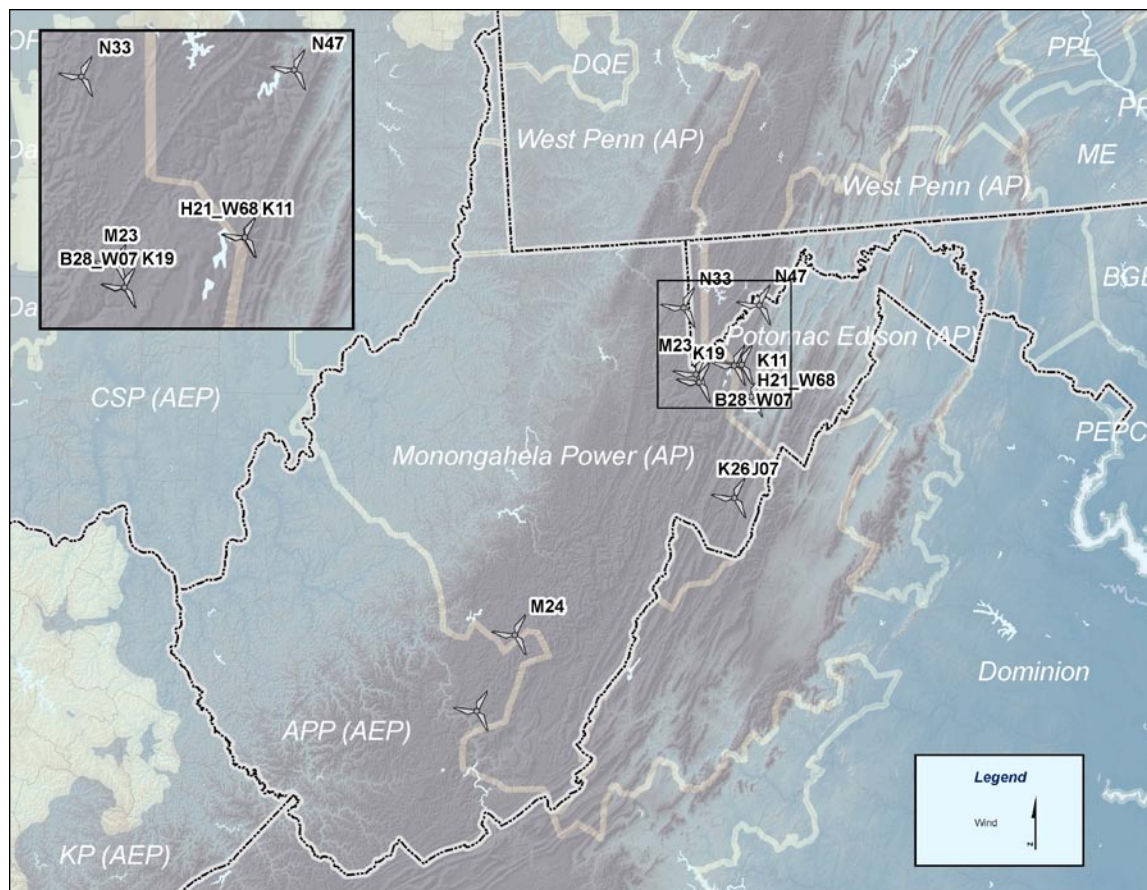 N33
N47
H21_W68 K11
M23
B28_W07 K19
DQE
PPL
West Penn (AP)
ME
West Penn (AP)
N33
N47
Potomac Edison (AP)
M23
K19
K11
H21_W68
B28_W07
CSP (AEP)
Monongahela Power (AP)
K26 J07
M24
APP (AEP)
Dominion
KP (AEP)
Legend
Wind